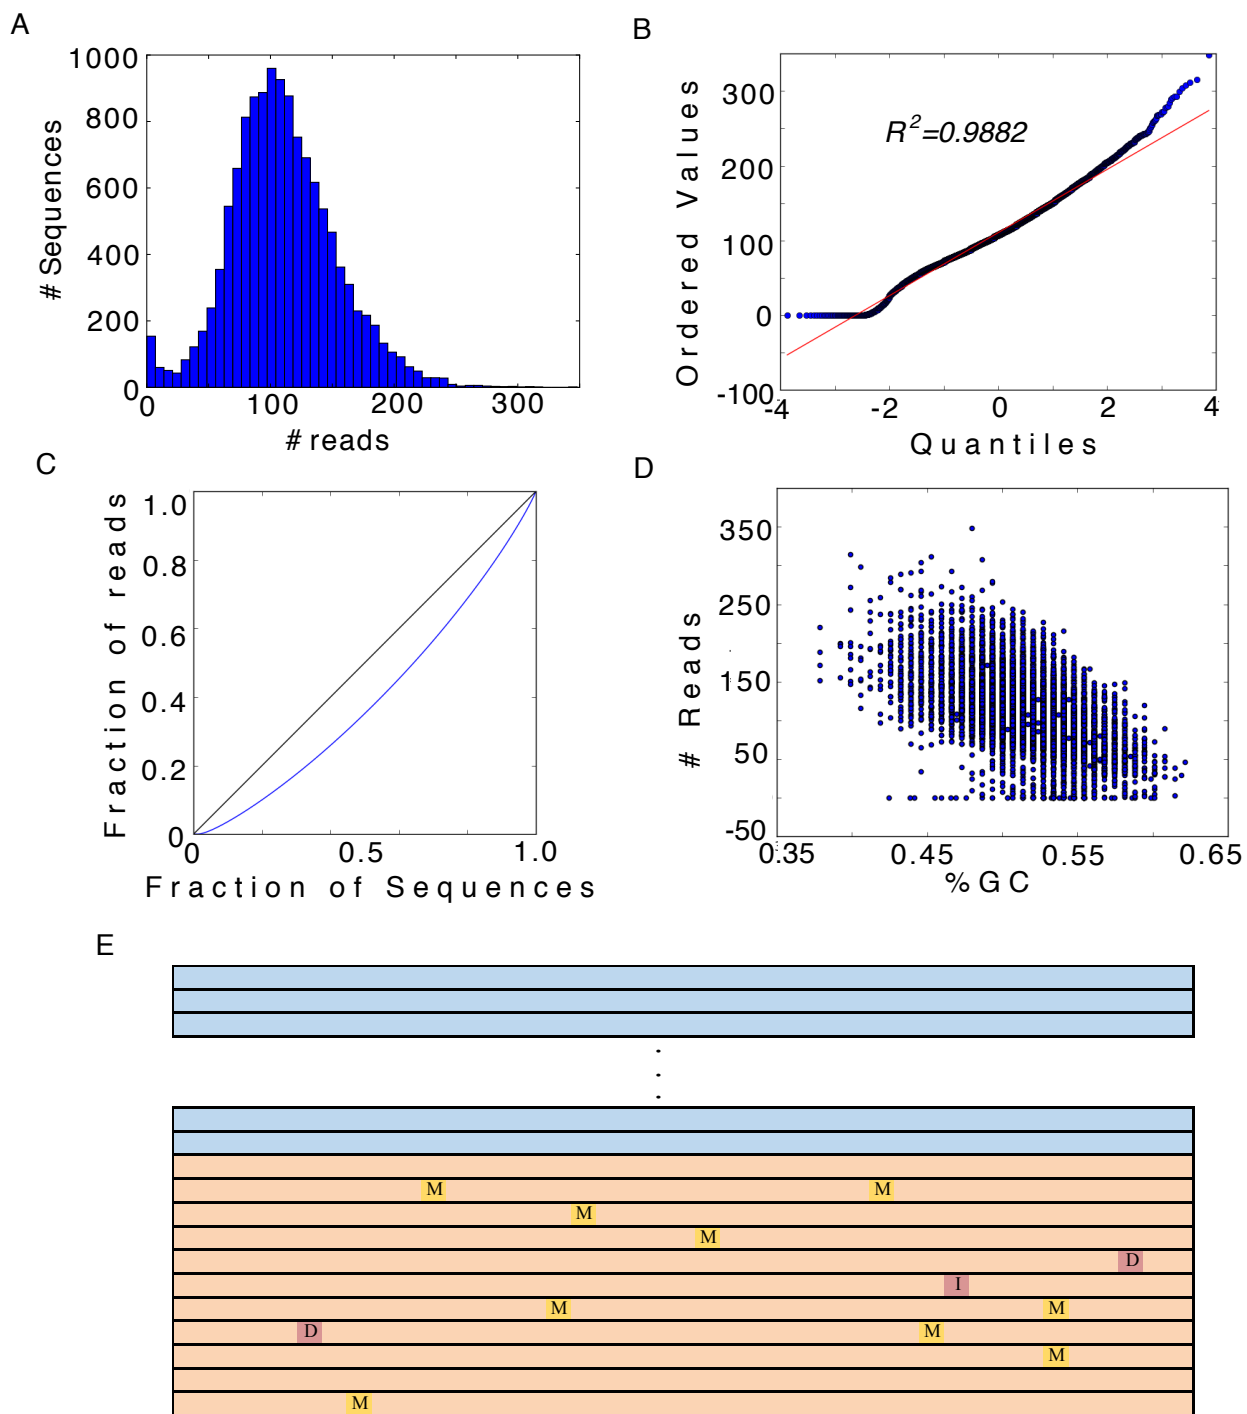 A
1000
800
600
400
200
0
0 100 200 300
# Sequences
# reads
B
300
200
100
0
-100
-4 -2 0 2 4
R²=0.9882
Ordered Values
Quantiles
C
1.0
0.8
0.6
0.4
0.2
0
0 0.5 1.0
Fraction of reads
Fraction of Sequences
D
350
250
150
50
-50
0.35 0.45 0.55 0.65
# Reads
%GC
E
M M
M
M
D
I
M M
D M
M
M